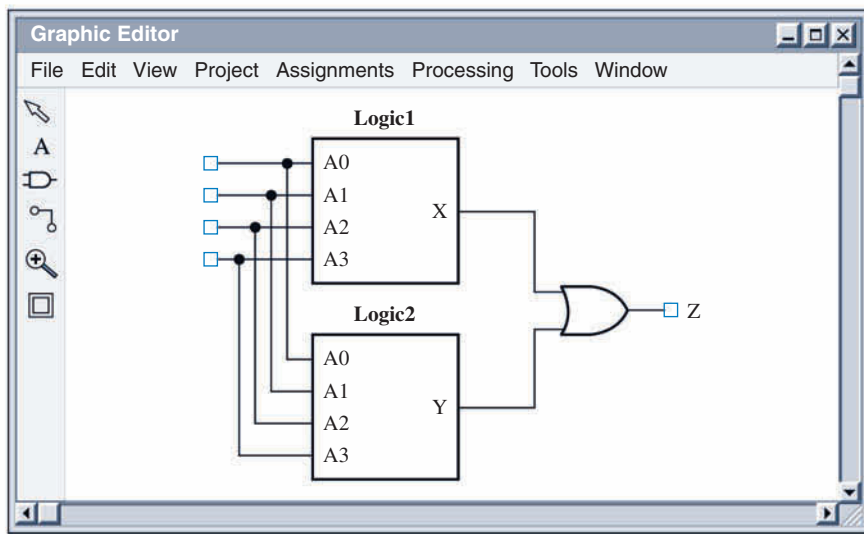 Graphic Editor
File Edit View Project Assignments Processing Tools Window
A
Logic1
A0
A1
A2
A3
X
Logic2
A0
A1
A2
A3
Y
Z